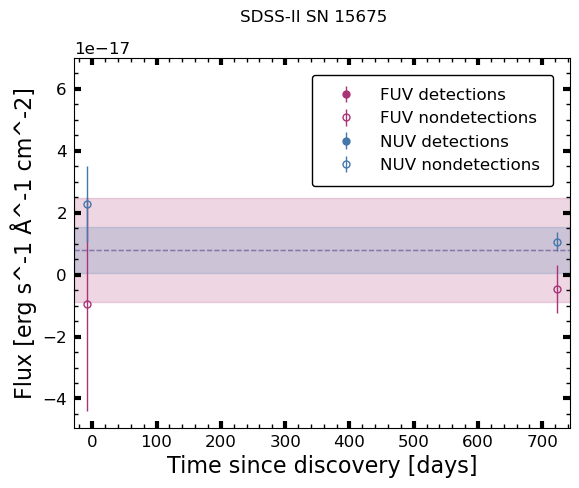 SDSS-II SN 15675
1e−17
6
4
2
0
−2
−4
Flux [erg s^-1 Å^-1 cm^-2]
FUV detections
FUV nondetections
NUV detections
NUV nondetections
0 100 200 300 400 500 600 700
Time since discovery [days]